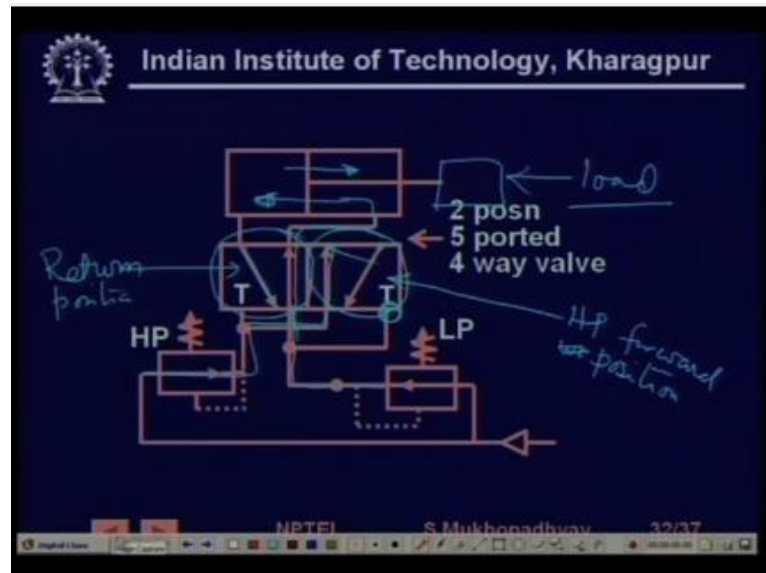 Indian Institute of Technology, Kharagpur
load
2 posn
5 ported
4 way valve
Return
T
T
HP
LP
HP forward
position
NPTEL
S.Mukhopadhyay
32/37